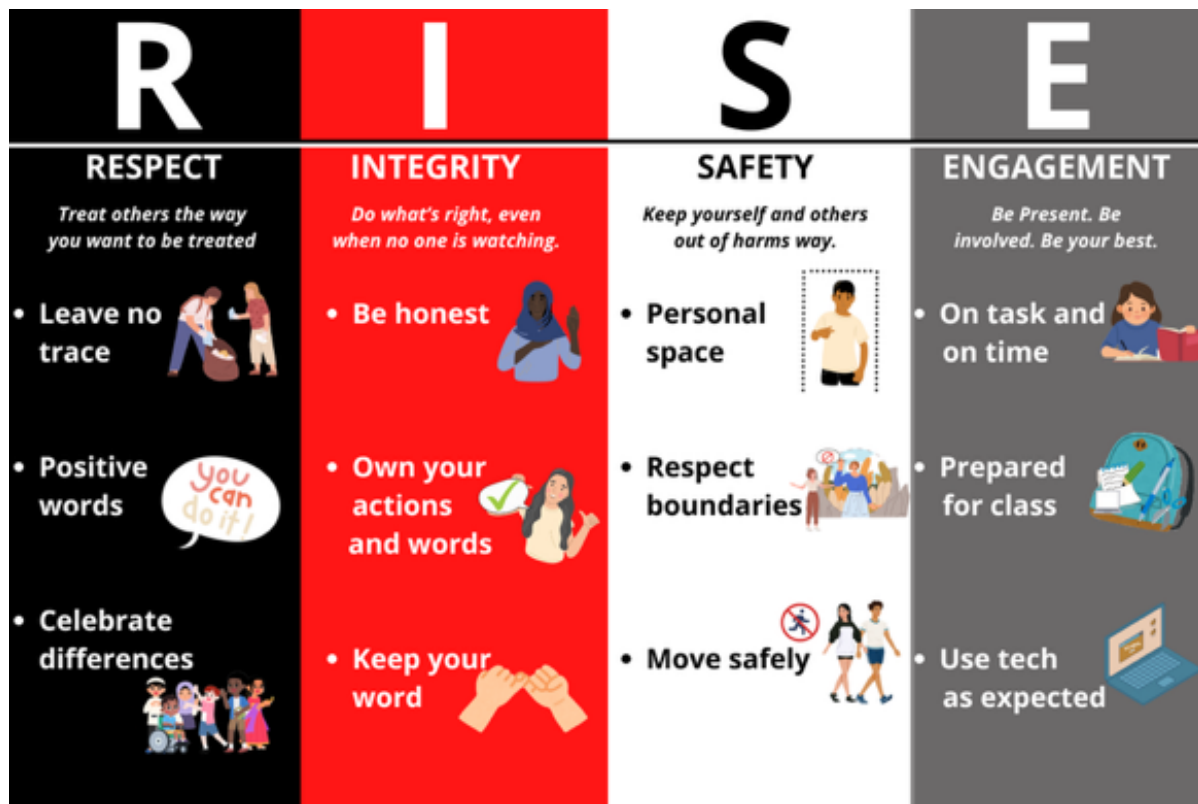 R
RESPECT
Treat others the way
you want to be treated
• Leave no
trace
• Positive
words
you
can
do it!
• Celebrate
differences
I
INTEGRITY
Do what's right, even
when no one is watching.
• Be honest
• Own your
actions
and words
• Keep your
word
S
SAFETY
Keep yourself and others
out of harms way.
• Personal
space
• Respect
boundaries
• Move safely
E
ENGAGEMENT
Be Present. Be
involved. Be your best.
• On task and
on time
• Prepared
for class
• Use tech
as expected